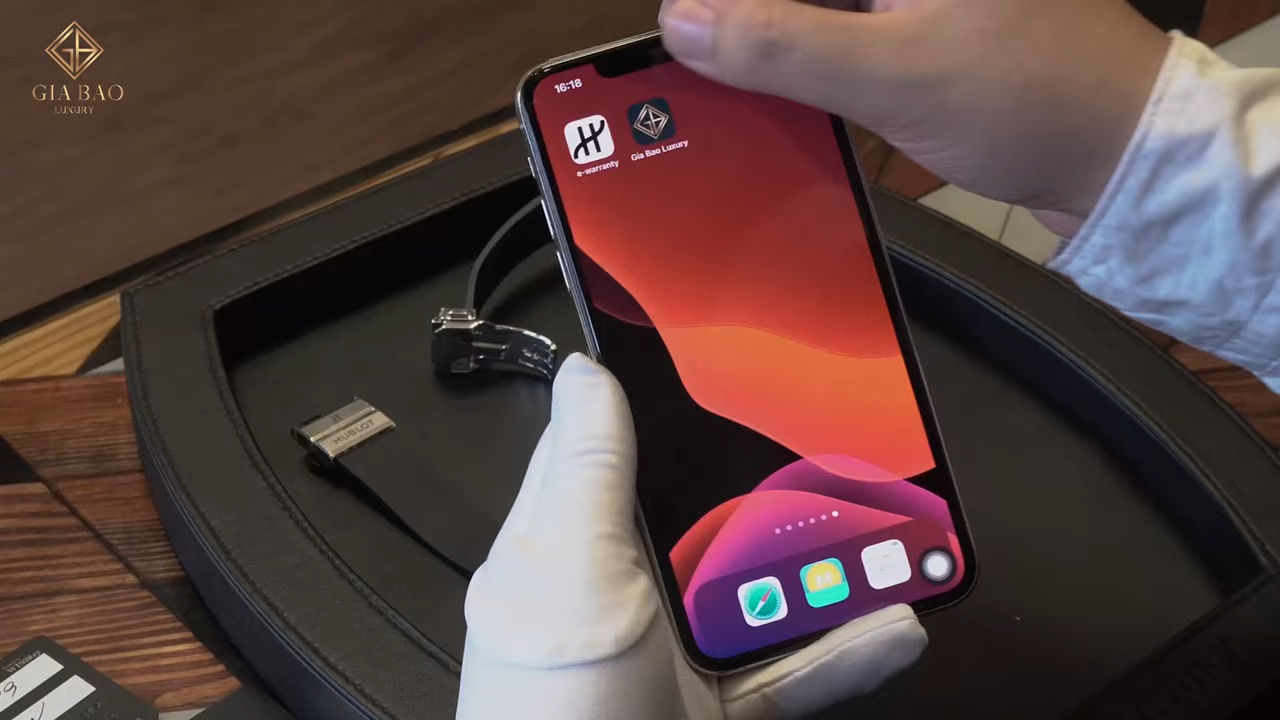 GIA BAO
LUXURY
16:18
e-warranty
Gia Bao Luxury
HUBLOT